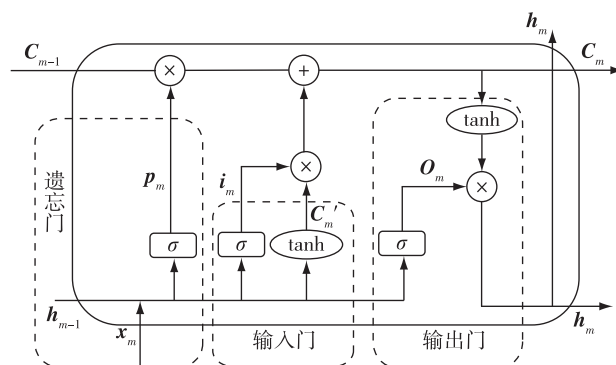 h_m
C_{m-1}
×
+
C_m
tanh
遗忘门
p_m
i_m
×
O_m
×
C_m'
σ
σ
tanh
σ
h_{m-1}
x_m
输入门
输出门
h_m